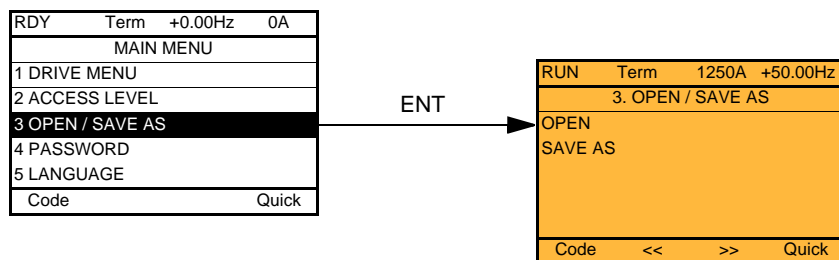 RDY Term +0.00Hz 0A
MAIN MENU
1 DRIVE MENU
2 ACCESS LEVEL
3 OPEN / SAVE AS
4 PASSWORD
5 LANGUAGE
Code Quick
ENT
RUN Term 1250A +50.00Hz
3. OPEN / SAVE AS
OPEN
SAVE AS
Code << >> Quick